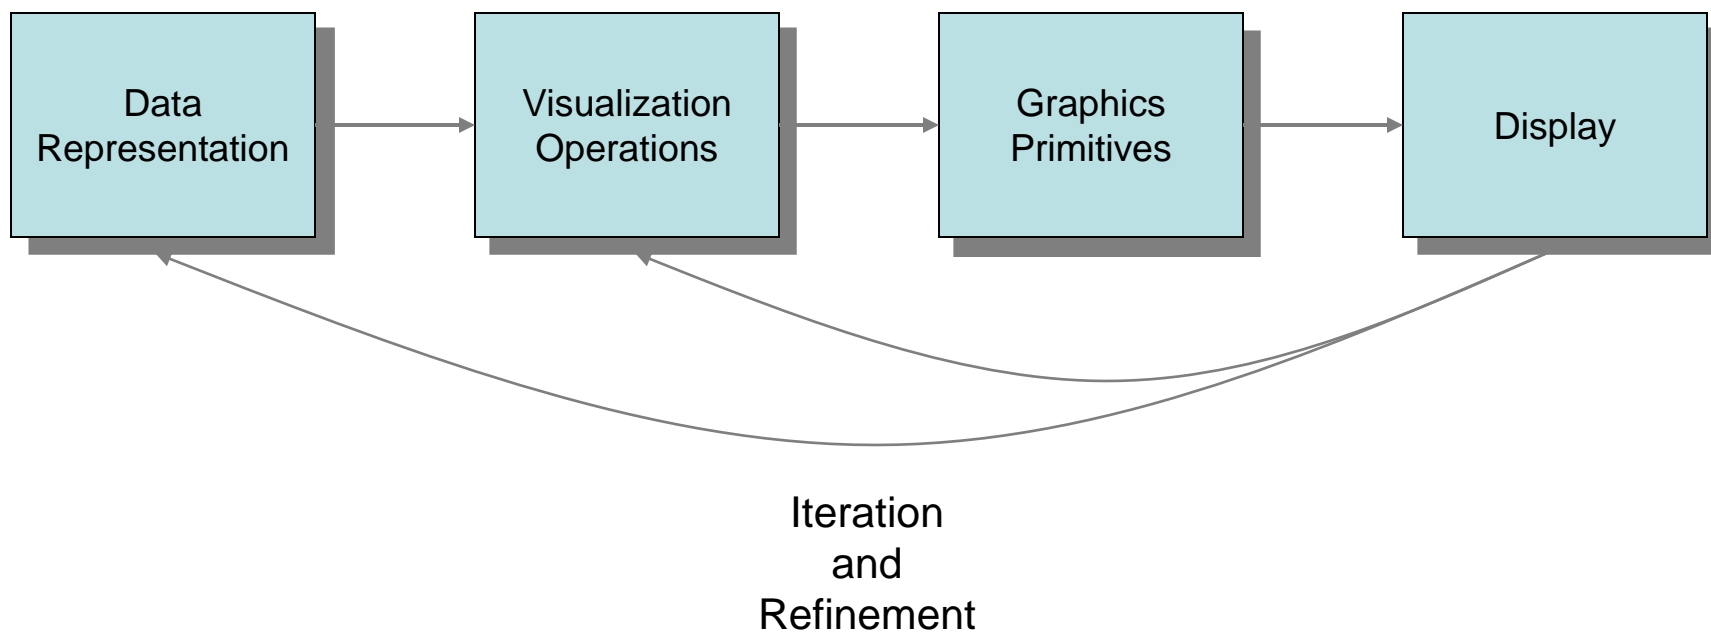 Data
Representation
Visualization
Operations
Graphics
Primitives
Display
Iteration
and
Refinement